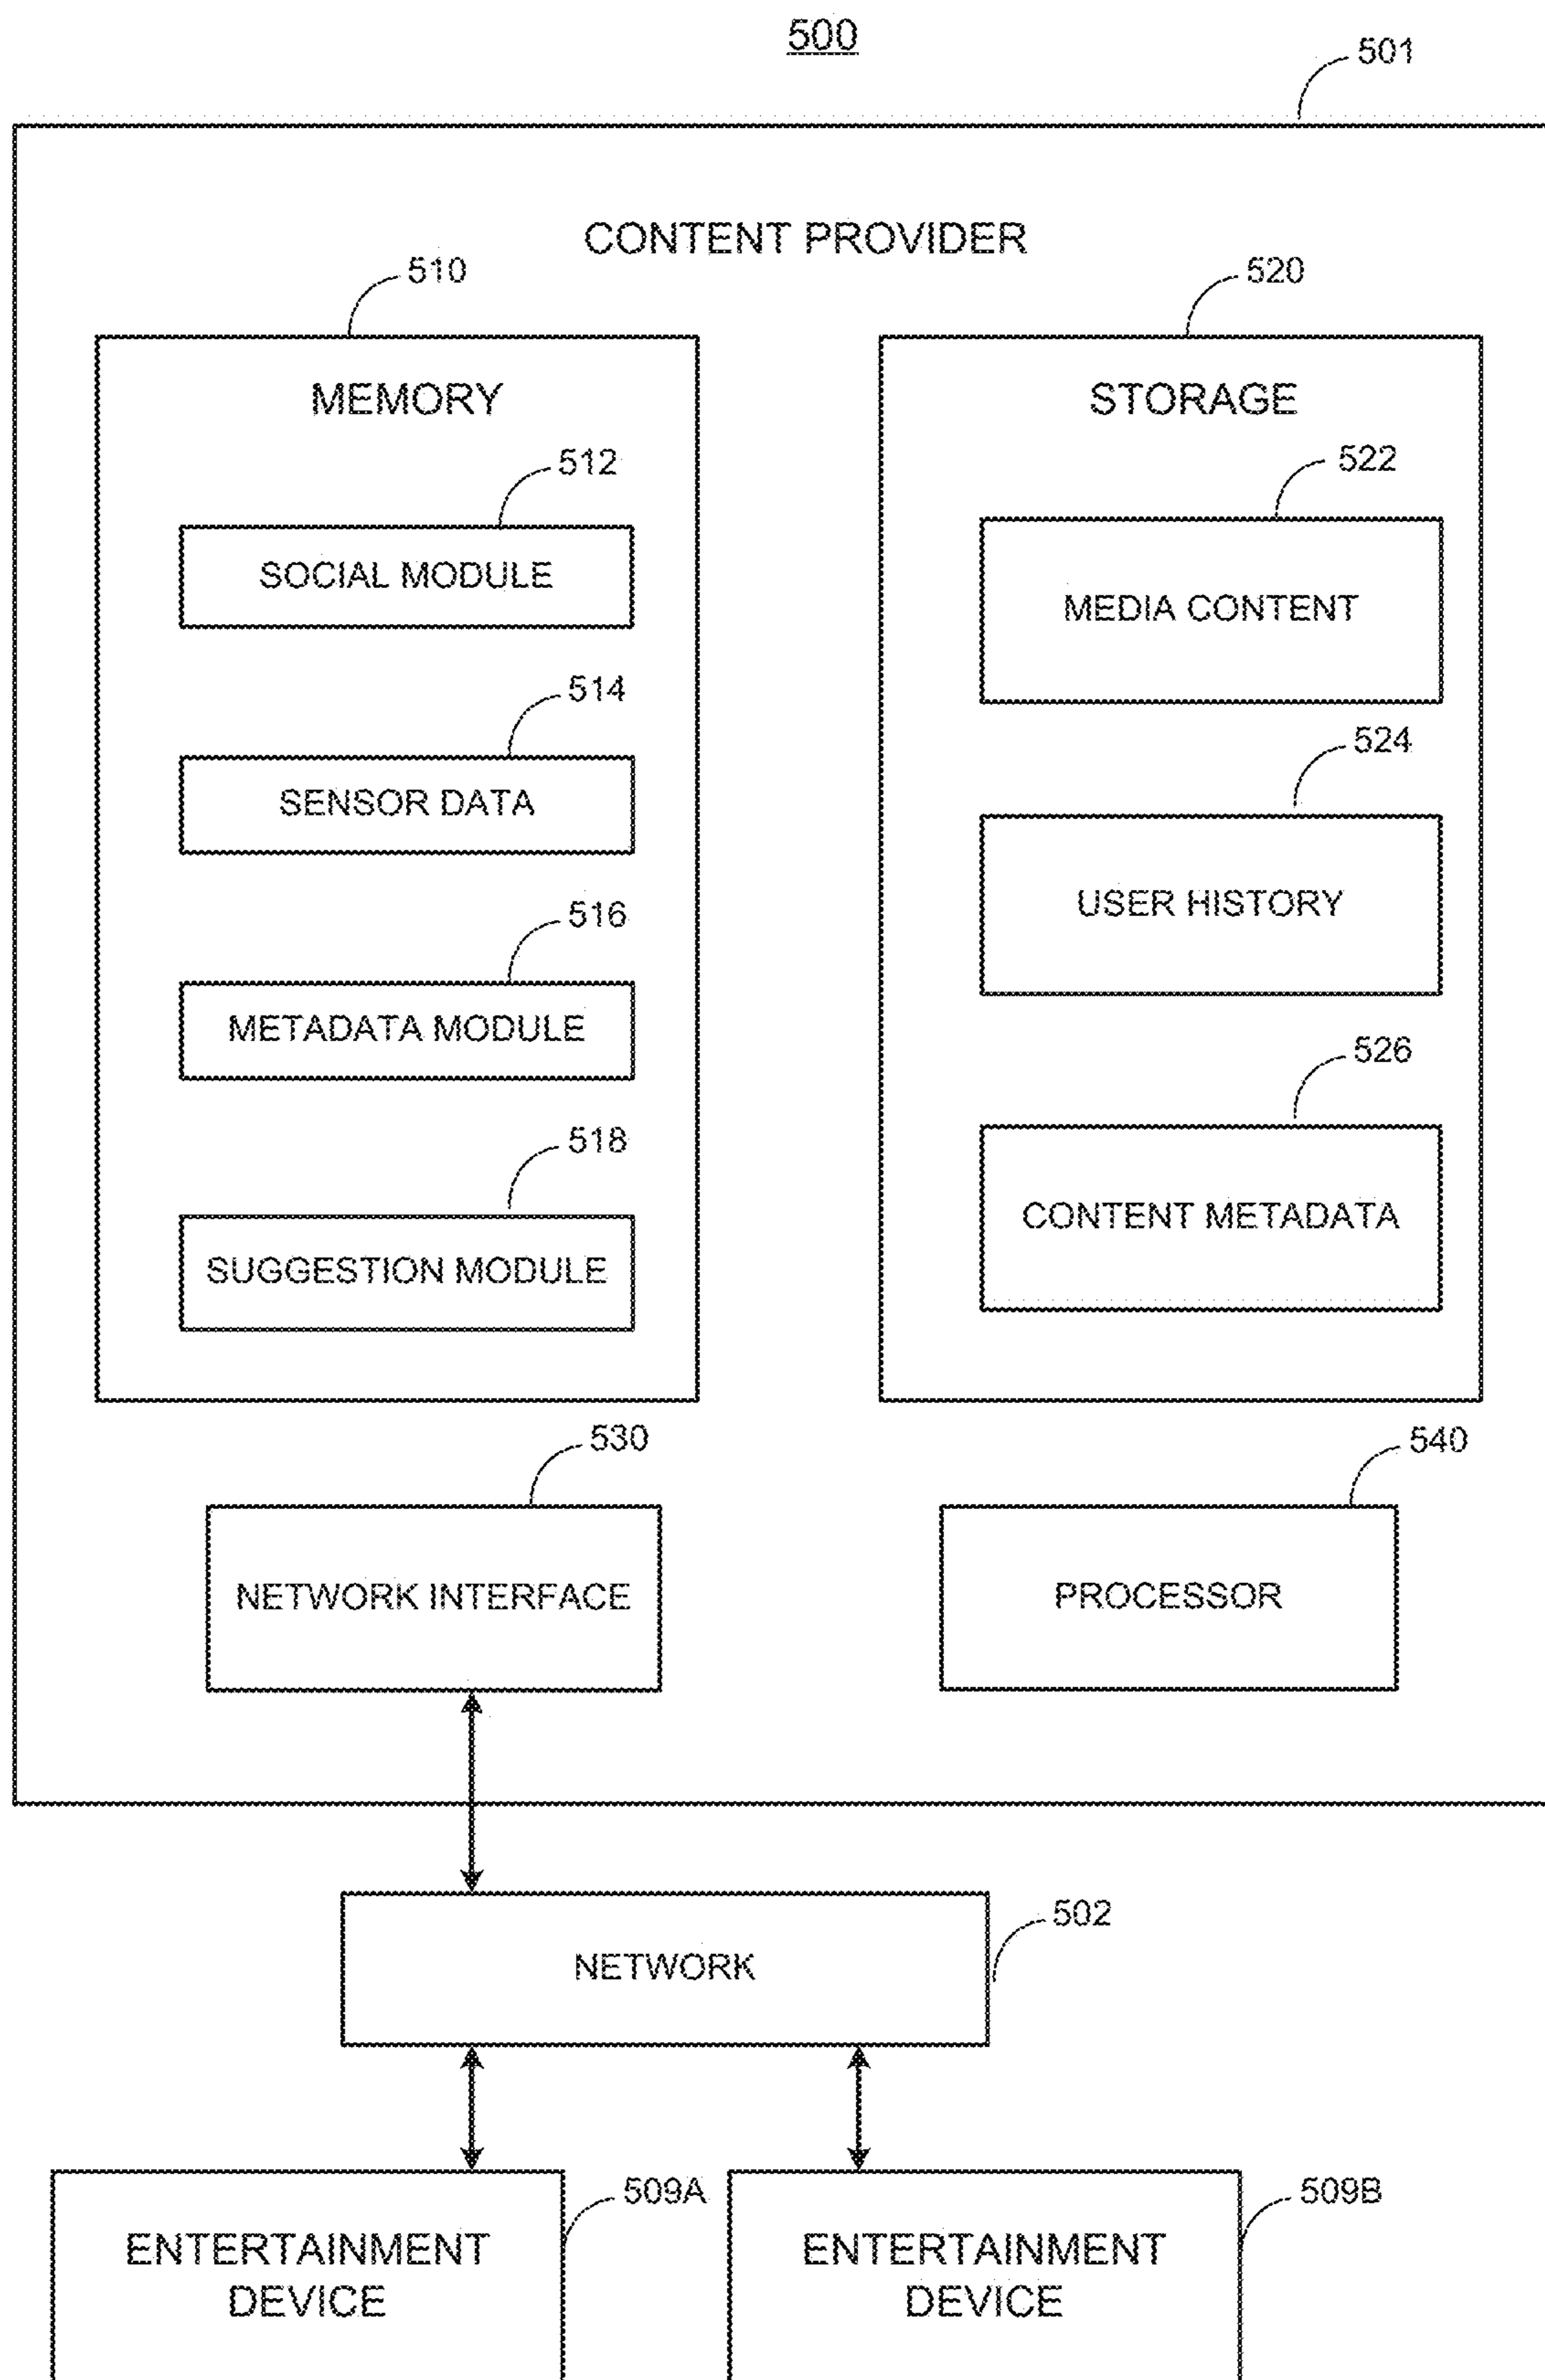 500
501
CONTENT PROVIDER
510
520
MEMORY
STORAGE
512
SOCIAL MODULE
522
MEDIA CONTENT
514
SENSOR DATA
524
USER HISTORY
516
METADATA MODULE
526
CONTENT METADATA
518
SUGGESTION MODULE
530
NETWORK INTERFACE
540
PROCESSOR
502
NETWORK
509A
ENTERTAINMENT
DEVICE
509B
ENTERTAINMENT
DEVICE